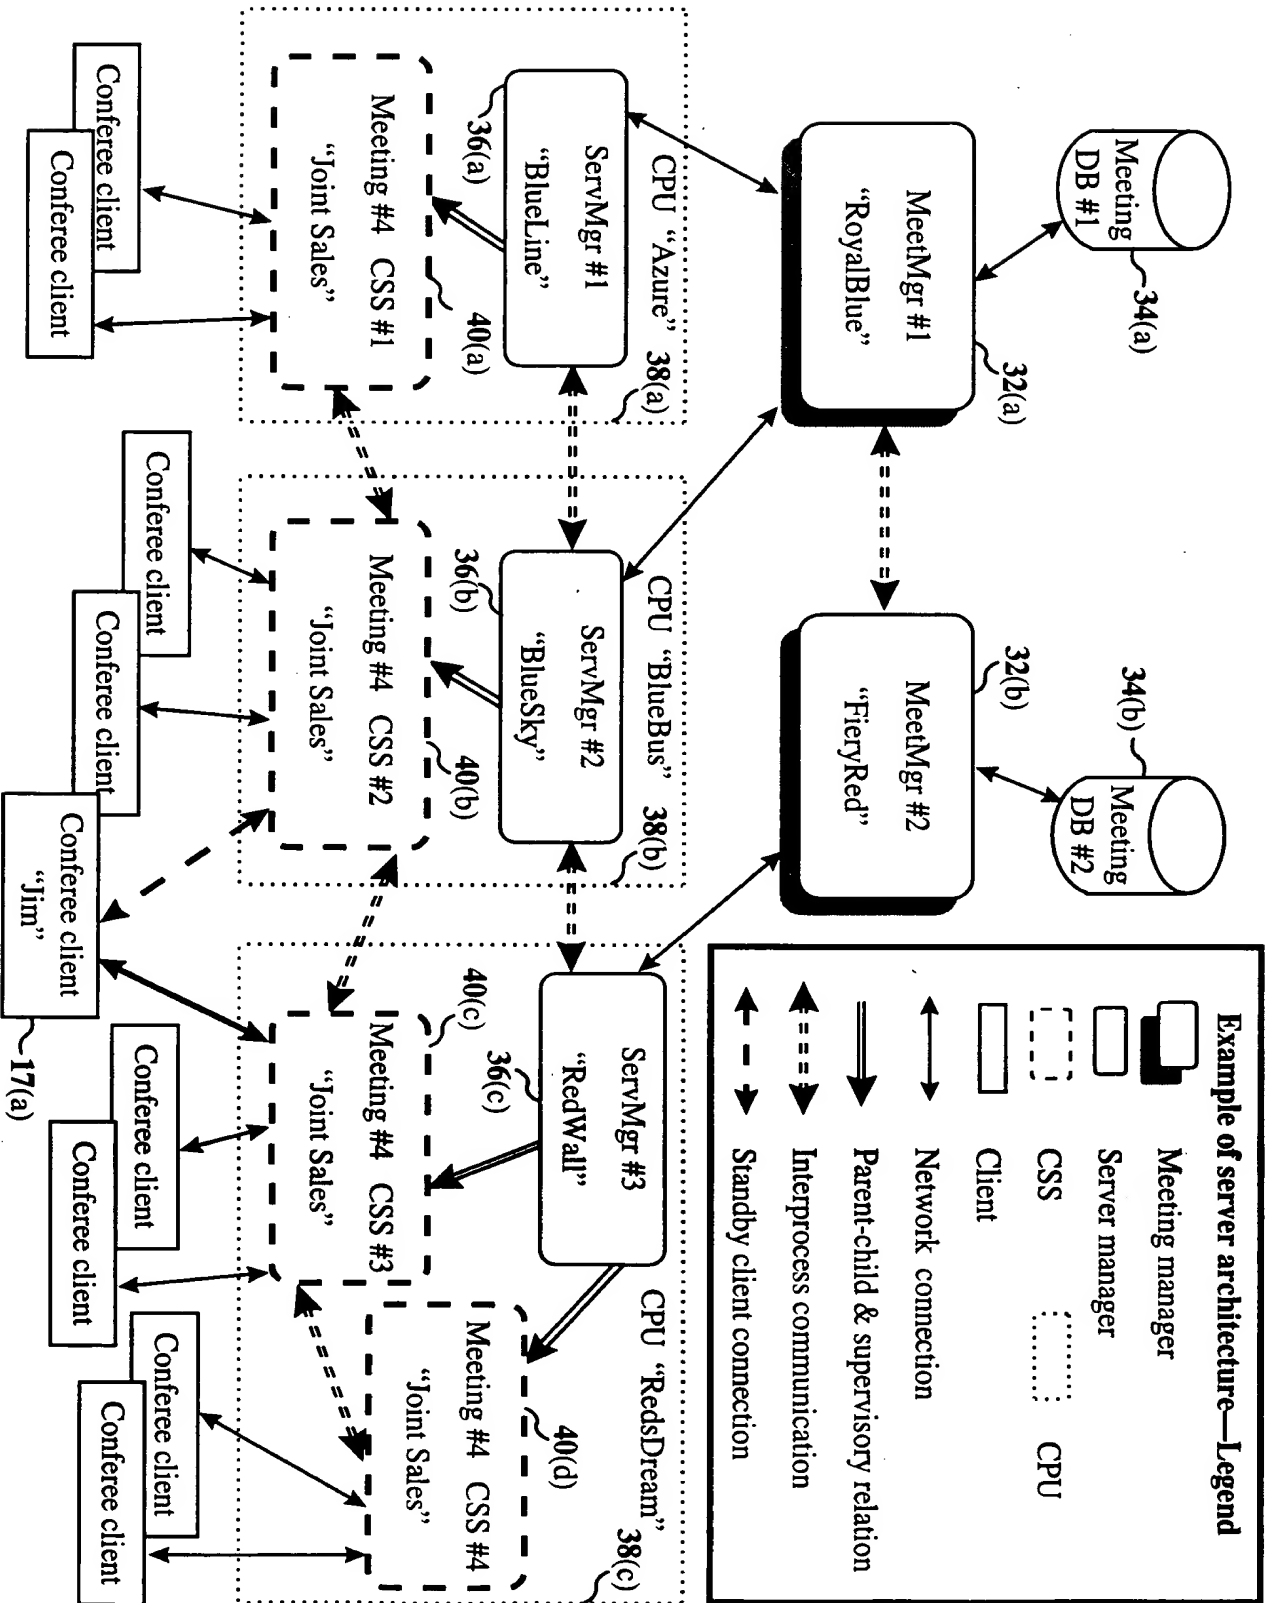 Meeting
DB #1
34(a)
34(b)
Meeting
DB #2
MeetMgr #1
"RoyalBlue"
32(a)
32(b)
MeetMgr #2
"FieryRed"
Example of server architecture—Legend
Meeting manager
Server manager
CSS
CPU
Client
Network connection
Parent-child & supervisory relation
Interprocess communication
Standby client connection
CPU "Azure"
38(a)
ServMgr #1
"BlueLine"
36(a)
40(a)
Meeting #4 CSS #1
"Joint Sales"
CPU "BlueBus"
38(b)
ServMgr #2
"BlueSky"
36(b)
40(b)
Meeting #4 CSS #2
"Joint Sales"
CPU "RedsDream"
38(c)
ServMgr #3
"RedWall"
36(c)
40(c)
Meeting #4 CSS #3
"Joint Sales"
40(d)
Meeting #4 CSS #4
"Joint Sales"
Conferee client
Conferee client
Conferee client
Conferee client
Conferee client
"Jim"
17(a)
Conferee client
Conferee client
Conferee client
Conferee client